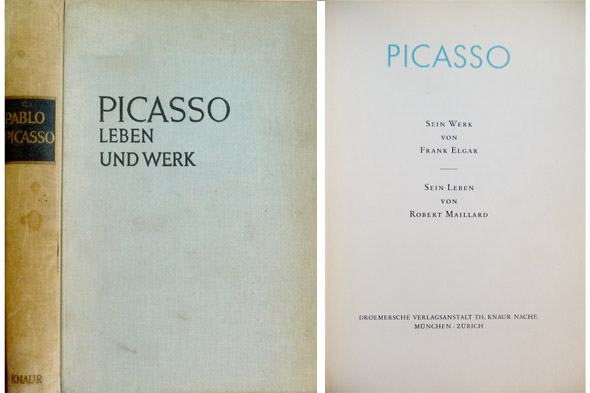 PABLO
PICASSO
KNAUR
PICASSO
LEBEN
UND WERK
PICASSO
SEIN WERK
VON
FRANK ELGAR
SEIN LEBEN
VON
ROBERT MAILLARD
DROEMERSCHE VERLAGSANSTALT TH. KNAUR NACHF.
MÜNCHEN · ZÜRICH